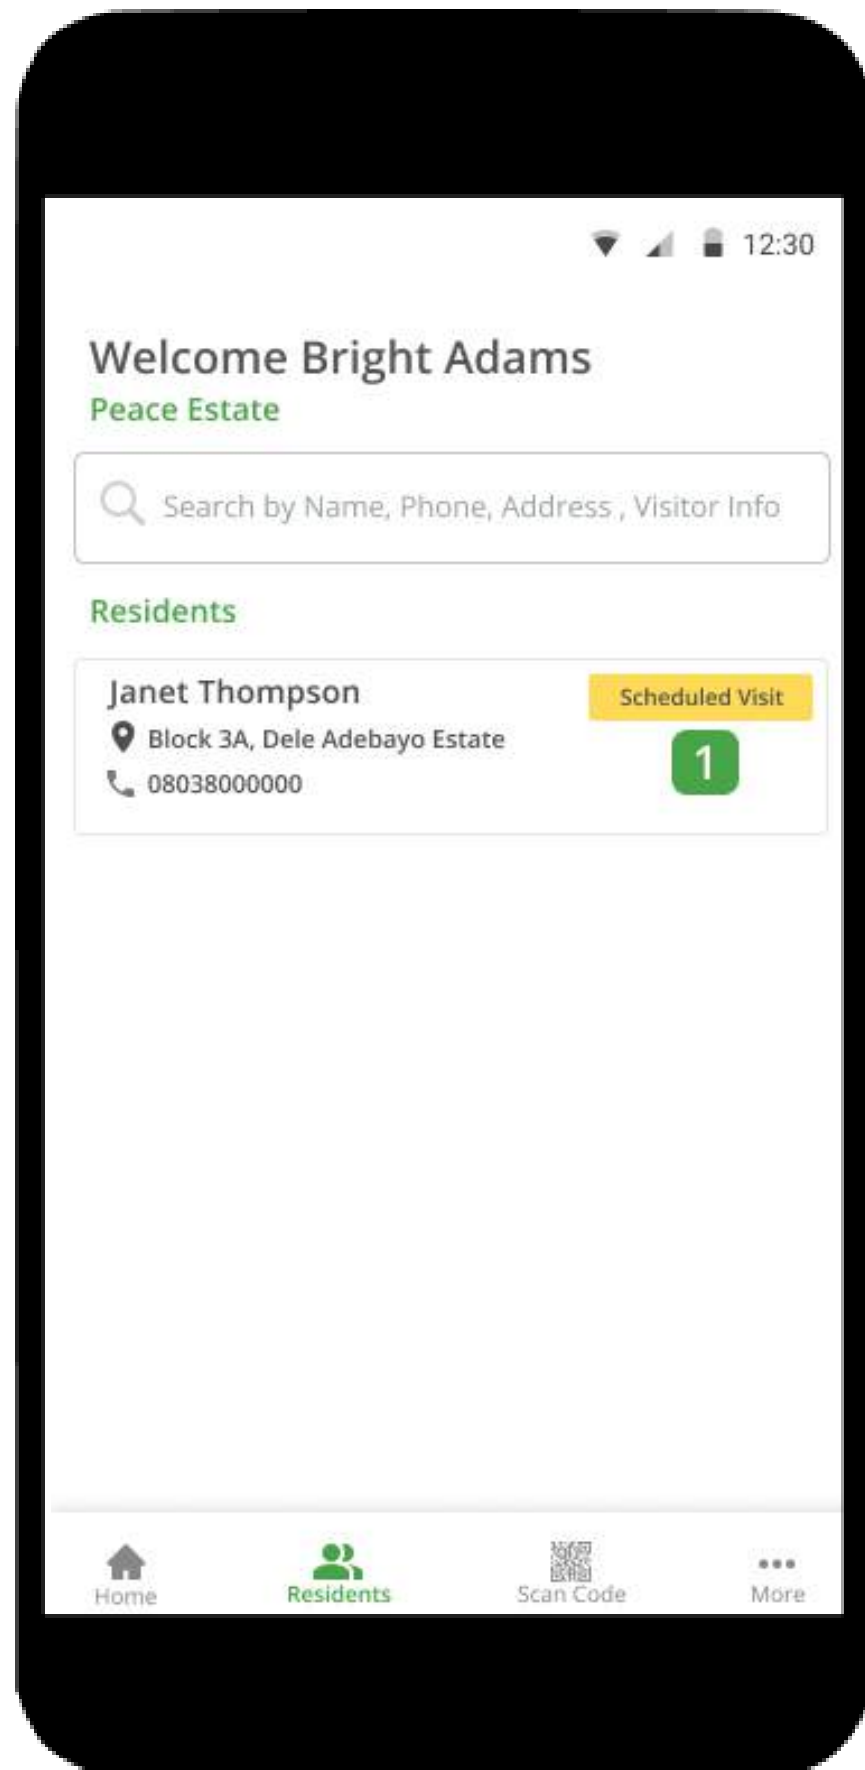 12:30
Welcome Bright Adams
Peace Estate
Search by Name, Phone, Address , Visitor Info
Residents
Janet Thompson
Scheduled Visit
Block 3A, Dele Adebayo Estate
1
08038000000
Home Residents Scan Code More